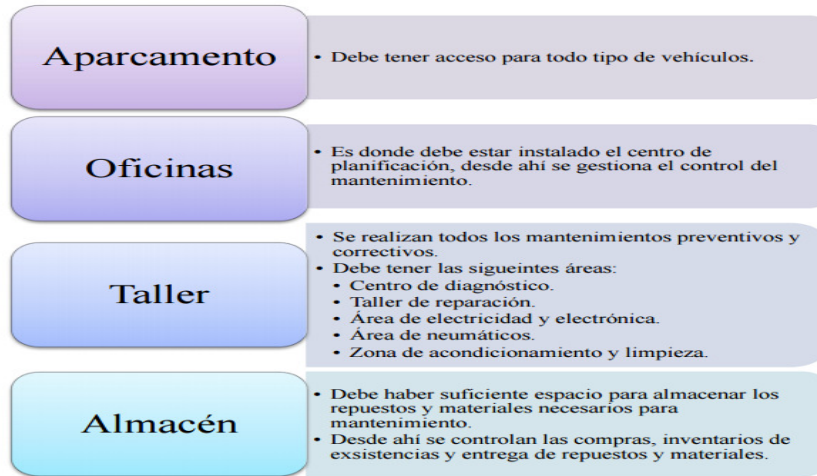 Aparcamento
• Debe tener acceso para todo tipo de vehículos.
Oficinas
• Es donde debe estar instalado el centro de
planificación, desde ahí se gestiona el control del
mantenimiento.
Taller
• Se realizan todos los mantenimientos preventivos y
correctivos.
• Debe tener las sigueintes áreas:
• Centro de diagnóstico.
• Taller de reparación.
• Área de electricidad y electrónica.
• Área de neumáticos.
• Zona de acondicionamiento y limpieza.
Almacén
• Debe haber suficiente espacio para almacenar los
repuestos y materiales necesarios para
mantenimiento.
• Desde ahí se controlan las compras, inventarios de
exsistencias y entrega de repuestos y materiales.